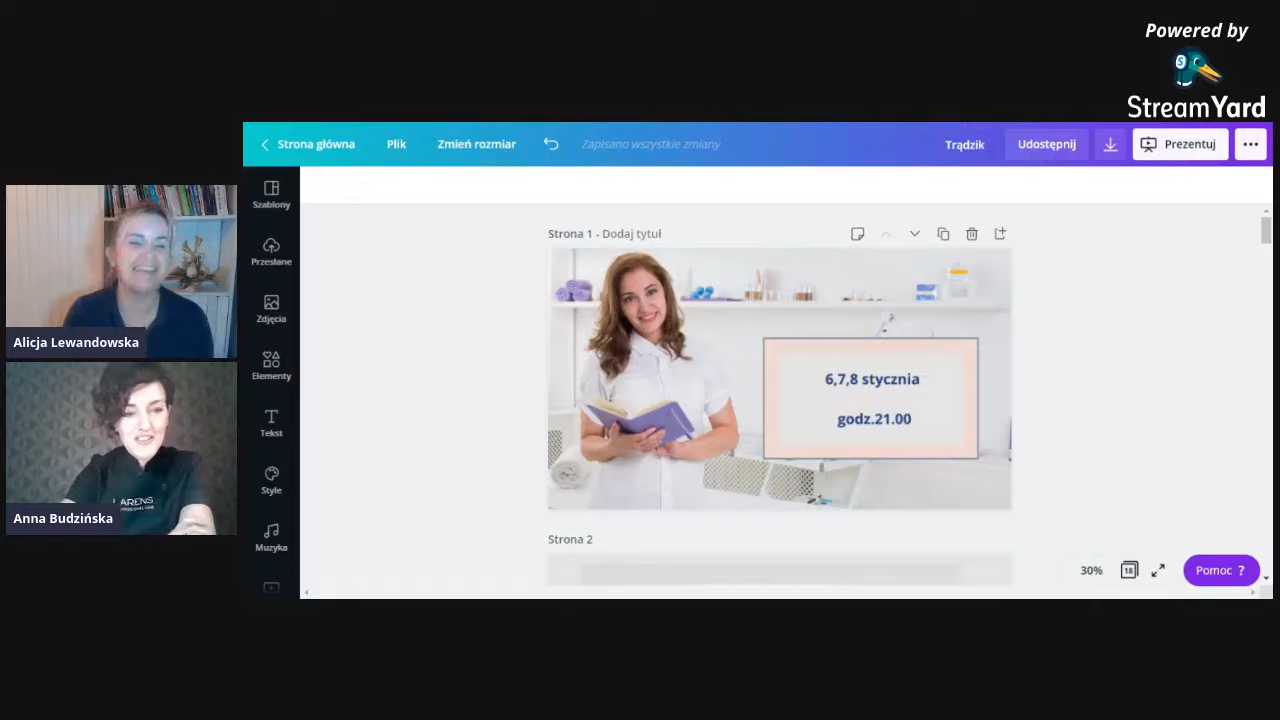 Powered by
StreamYard
Strona główna
Plik
Zmień rozmiar
Zapisano wszystkie zmiany
Trądzik
Udostępnij
Prezentuj
Szablony
Przesłane
Zdjęcia
Elementy
Tekst
Style
Muzyka
Strona 1 - Dodaj tytuł
6,7,8 stycznia
godz.21.00
Strona 2
30%
18
Pomoc ?
Alicja Lewandowska
LARENS
Anna Budzińska